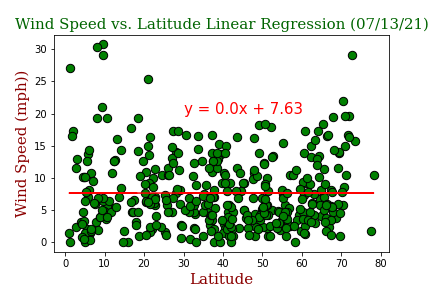 Wind Speed vs. Latitude Linear Regression (07/13/21)
Wind Speed (mph))
30
25
20
15
10
5
0
y = 0.0x + 7.63
0 10 20 30 40 50 60 70 80
Latitude